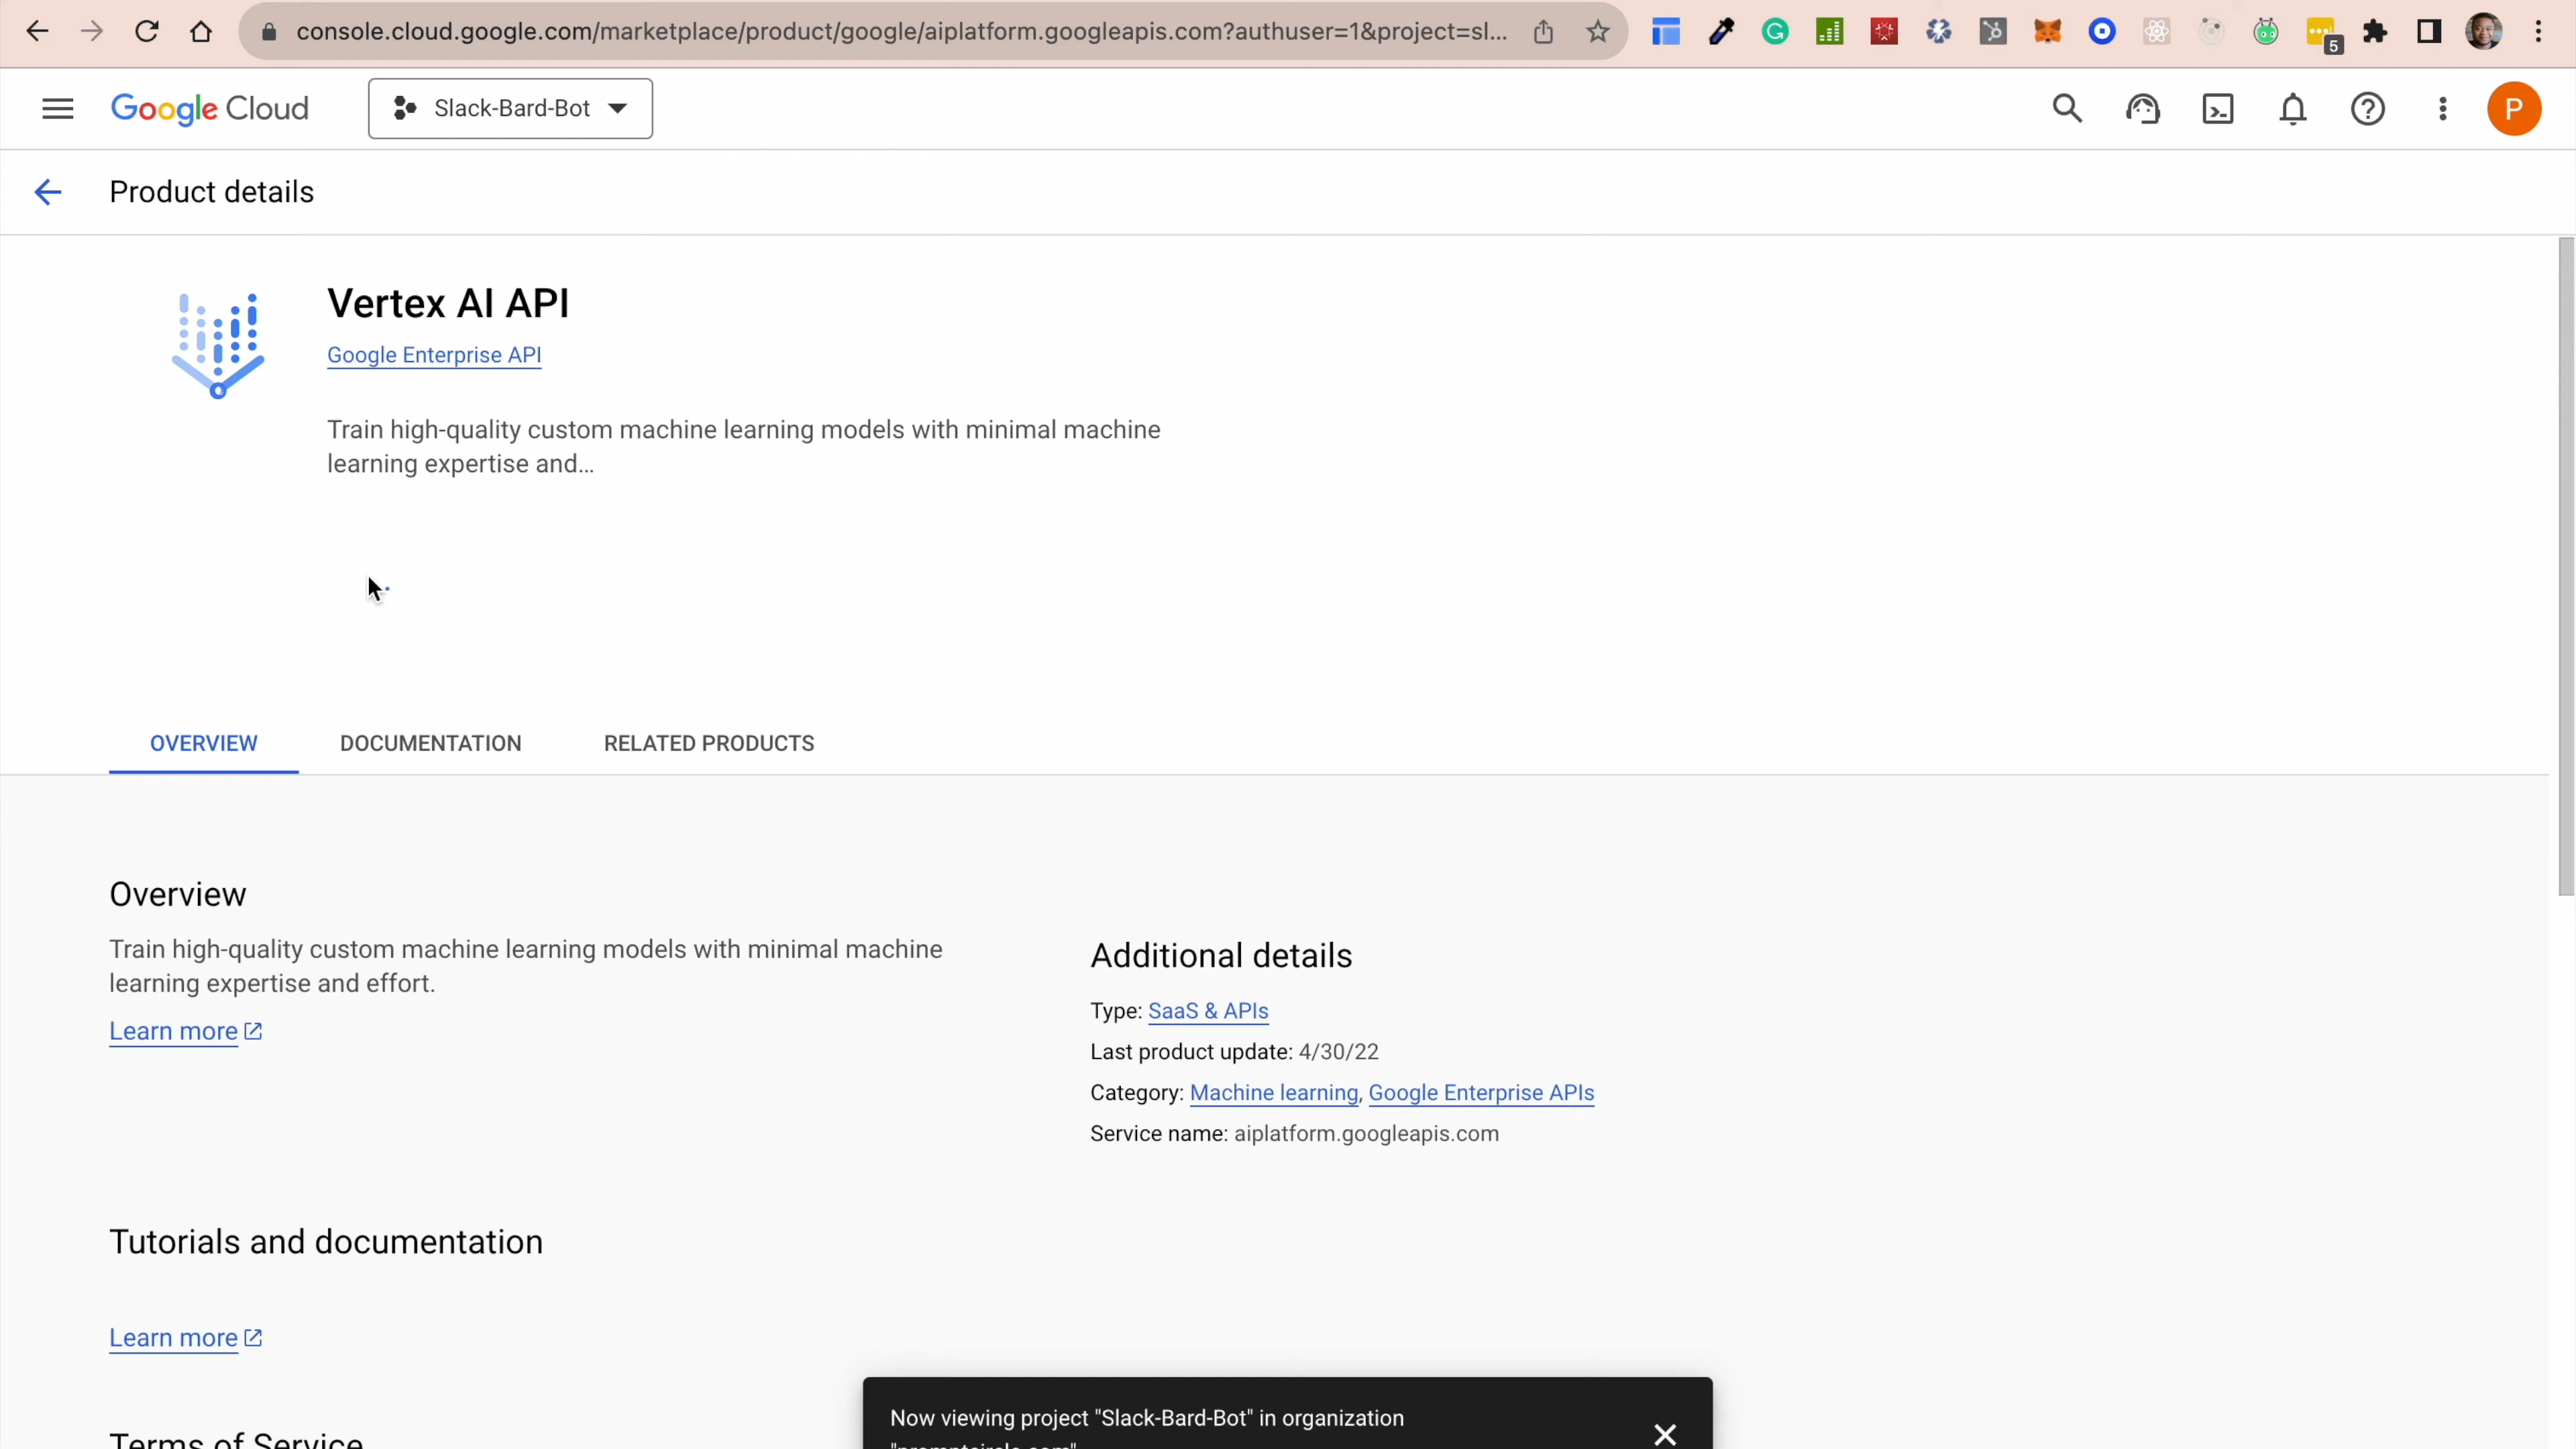 console.cloud.google.com/marketplace/product/google/aiplatform.googleapis.com?authuser=1&project=sl...
5
Google Cloud
Slack-Bard-Bot
P
Product details
Vertex AI API
Google Enterprise API
Train high-quality custom machine learning models with minimal machine
learning expertise and...
OVERVIEW
DOCUMENTATION
RELATED PRODUCTS
Overview
Train high-quality custom machine learning models with minimal machine
learning expertise and effort.
Learn more
Additional details
Type: SaaS & APIs
Last product update: 4/30/22
Category: Machine learning, Google Enterprise APIs
Service name: aiplatform.googleapis.com
Tutorials and documentation
Learn more
Terms of Service
Now viewing project "Slack-Bard-Bot" in organization